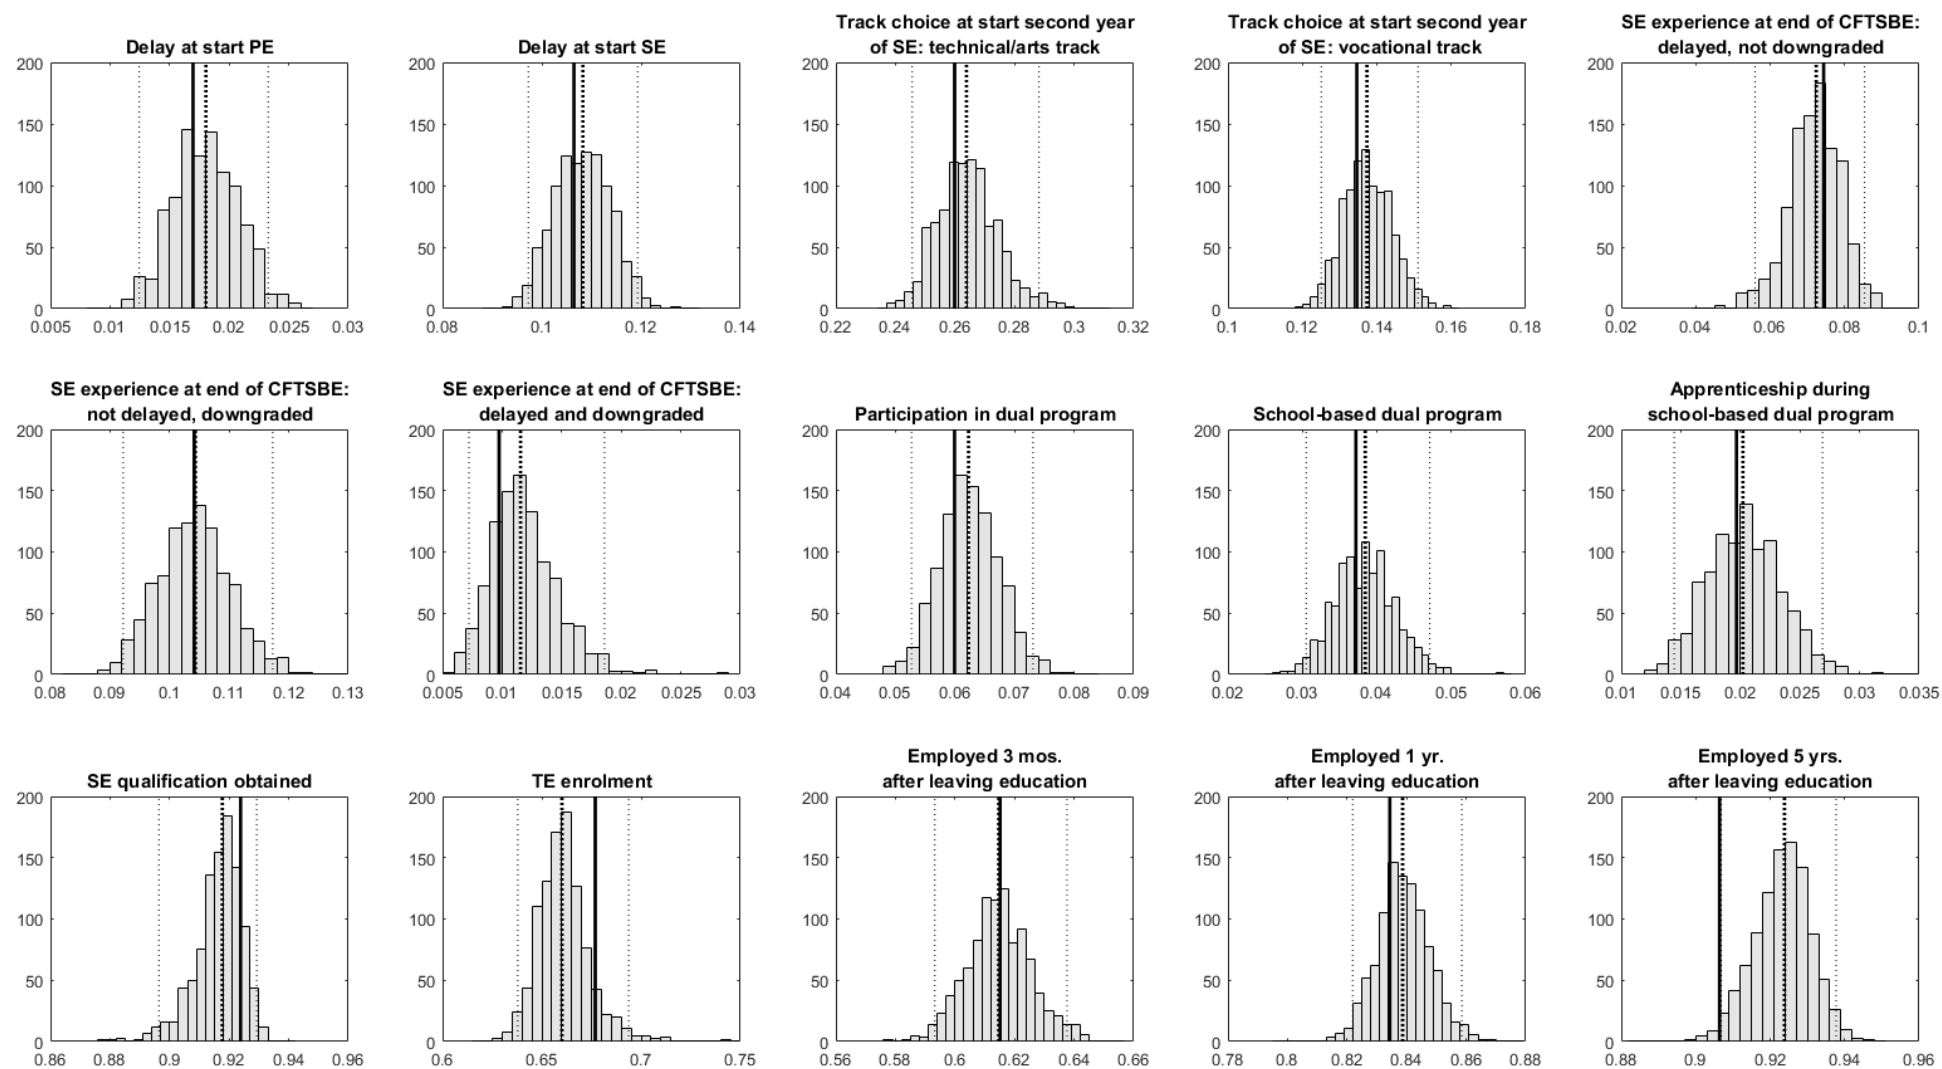 Delay at start PE
200
150
100
50
0
0.005 0.01 0.015 0.02 0.025 0.03
Delay at start SE
200
150
100
50
0
0.08 0.1 0.12 0.14
Track choice at start second year
of SE: technical/arts track
200
150
100
50
0
0.22 0.24 0.26 0.28 0.3 0.32
Track choice at start second year
of SE: vocational track
200
150
100
50
0
0.1 0.12 0.14 0.16 0.18
SE experience at end of CFTSBE:
delayed, not downgraded
200
150
100
50
0
0.02 0.04 0.06 0.08 0.1
SE experience at end of CFTSBE:
not delayed, downgraded
200
150
100
50
0
0.08 0.09 0.1 0.11 0.12 0.13
SE experience at end of CFTSBE:
delayed and downgraded
200
150
100
50
0
0.005 0.01 0.015 0.02 0.025 0.03
Participation in dual program
200
150
100
50
0
0.04 0.05 0.06 0.07 0.08 0.09
School-based dual program
200
150
100
50
0
0.02 0.03 0.04 0.05 0.06
Apprenticeship during
school-based dual program
200
150
100
50
0
0.01 0.015 0.02 0.025 0.03 0.035
SE qualification obtained
200
150
100
50
0
0.86 0.88 0.9 0.92 0.94 0.96
TE enrolment
200
150
100
50
0
0.6 0.65 0.7 0.75
Employed 3 mos.
after leaving education
200
150
100
50
0
0.56 0.58 0.6 0.62 0.64 0.66
Employed 1 yr.
after leaving education
200
150
100
50
0
0.78 0.8 0.82 0.84 0.86 0.88
Employed 5 yrs.
after leaving education
200
150
100
50
0
0.88 0.9 0.92 0.94 0.96